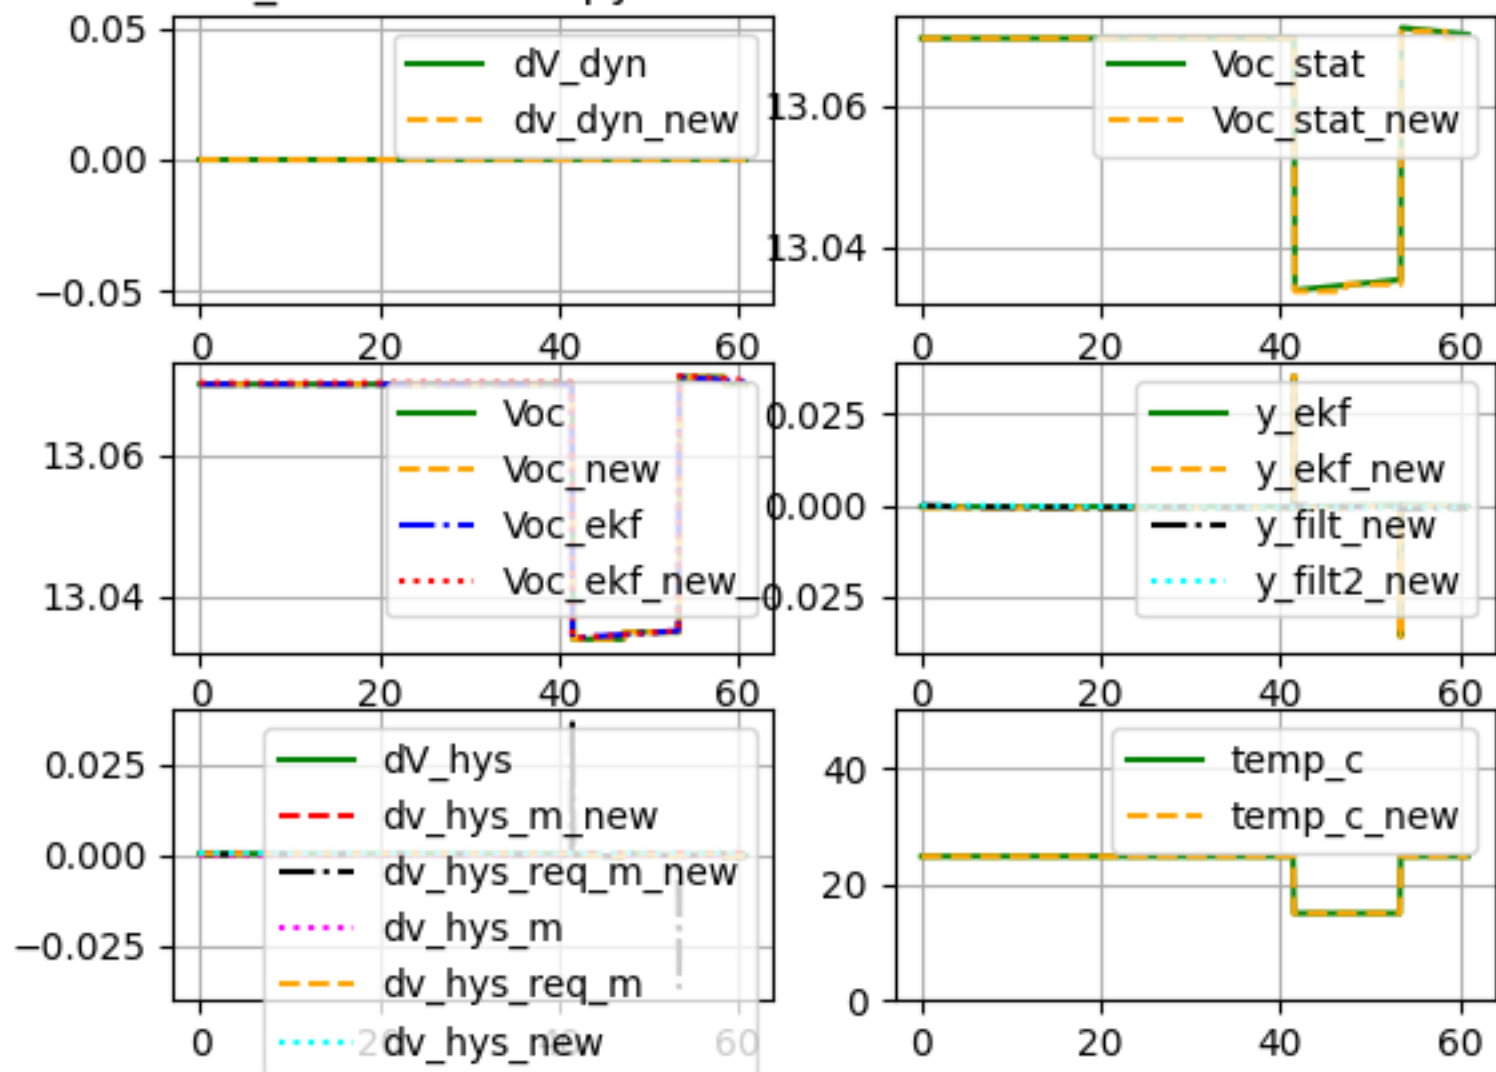 0.05
0.00
−0.05
dV_dyn
dv_dyn_new
0 20 40 60
13.06
13.04
Voc_stat
Voc_stat_new
0 20 40 60
13.06
13.04
Voc
Voc_new
Voc_ekf
Voc_ekf_new
0 20 40 60
0.025
0.000
−0.025
y_ekf
y_ekf_new
y_filt_new
y_filt2_new
0 20 40 60
0.025
0.000
−0.025
dV_hys
dv_hys_m_new
dv_hys_req_m_new
dv_hys_m
dv_hys_req_m
dv_hys_new
0 20 40 60
40
20
0
temp_c
temp_c_new
0 20 40 60